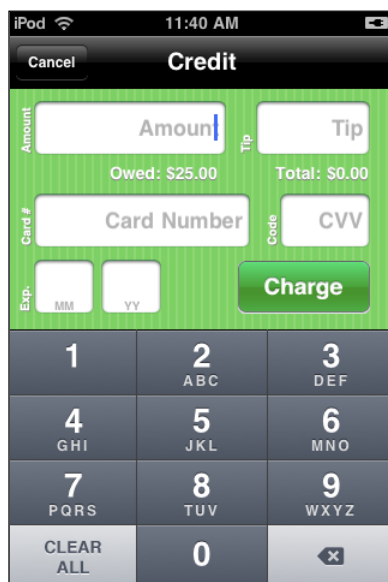 iPod 11:40 AM
Cancel Credit
Amount Amount Tip Tip
Owed: $25.00 Total: $0.00
Card # Card Number Code CVV
Exp. MM YY Charge
1 2 3
ABC DEF
4 5 6
GHI JKL MNO
7 8 9
PQRS TUV WXYZ
CLEAR
ALL 0